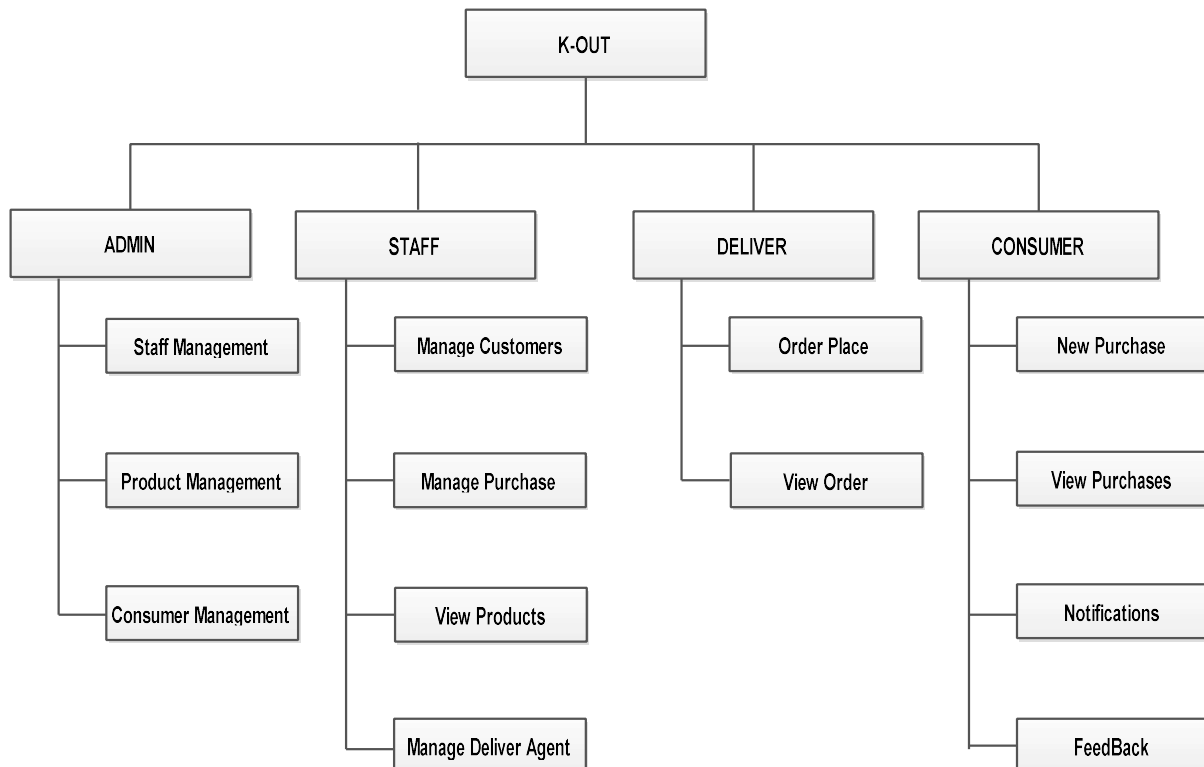 K-OUT
ADMIN
STAFF
DELIVER
CONSUMER
Staff Management
Manage Customers
Order Place
New Purchase
Product Management
Manage Purchase
View Order
View Purchases
Consumer Management
View Products
Notifications
Manage Deliver Agent
FeedBack